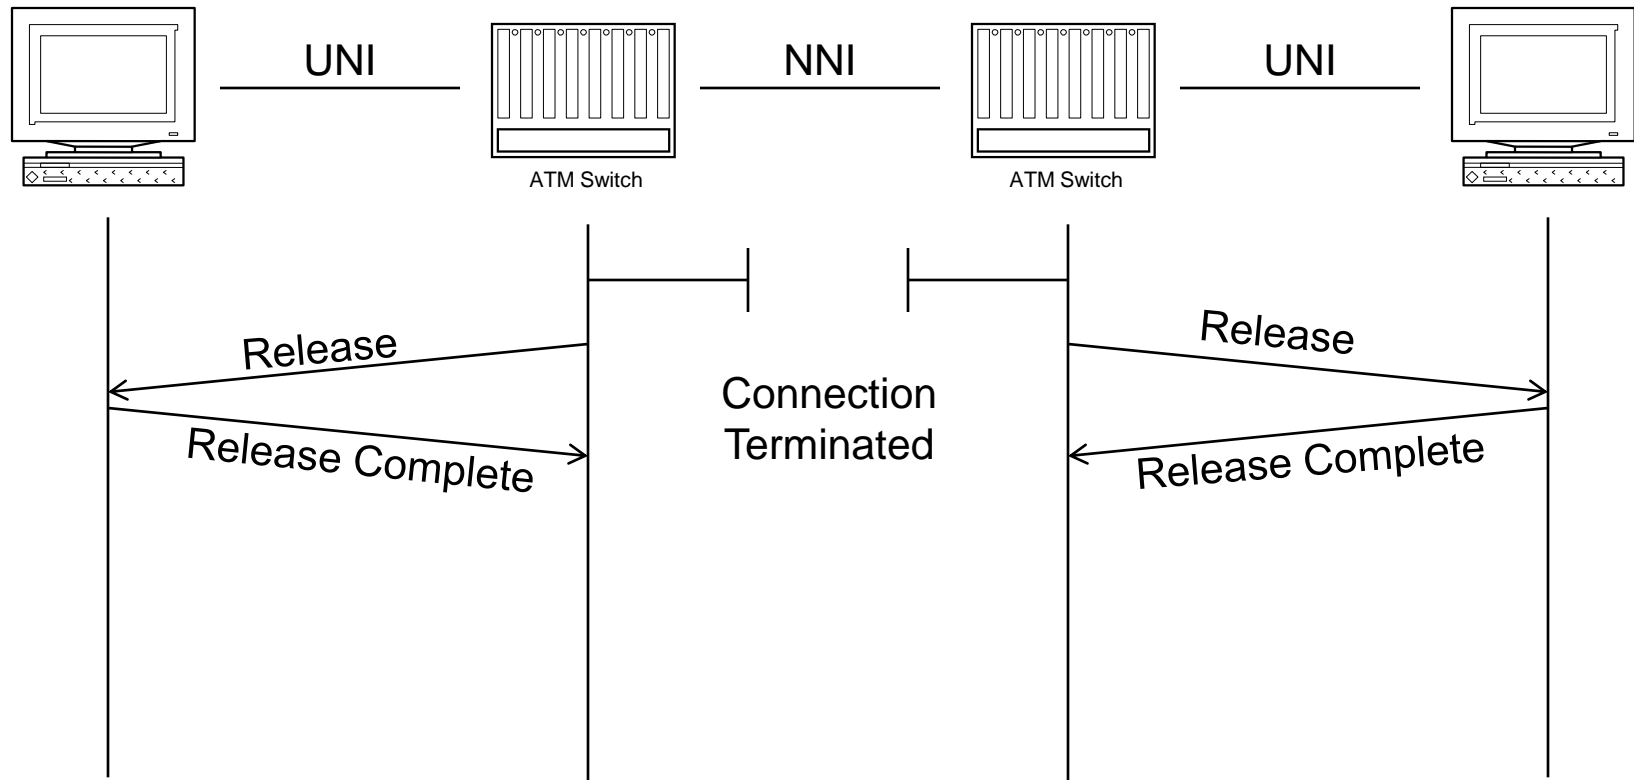 UNI
NNI
UNI
ATM Switch
ATM Switch
Release
Release
Connection
Terminated
Release Complete
Release Complete